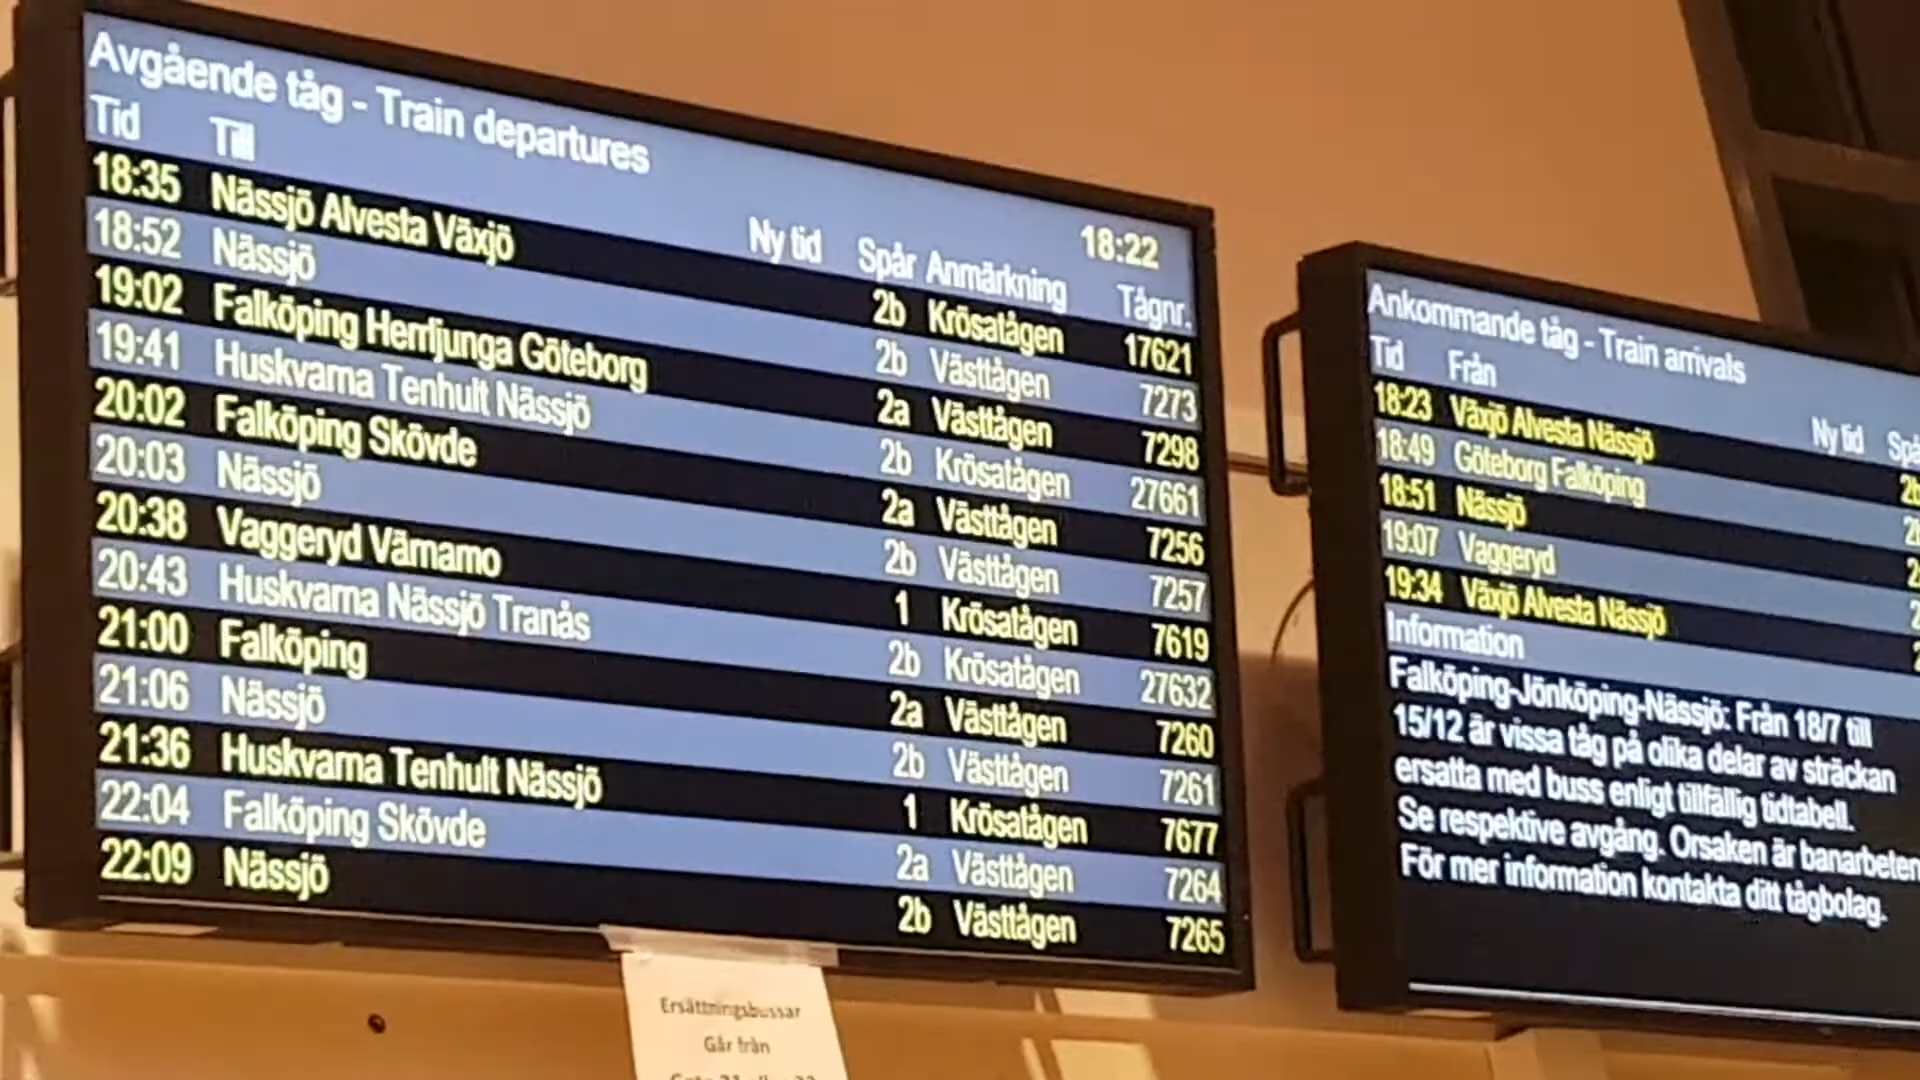 Avgående tåg - Train departures
18:22
Tid Till Ny tid Spår Anmärkning Tågnr.
18:35 Nässjö Alvesta Växjö 2b Krösatågen 17621
18:52 Nässjö 2b Västtågen 7273
19:02 Falköping Herrljunga Göteborg 2a Västtågen 7298
19:41 Huskvarna Tenhult Nässjö 2b Krösatågen 27661
20:02 Falköping Skövde 2a Västtågen 7256
20:03 Nässjö 2b Västtågen 7257
20:38 Vaggeryd Värnamo 1 Krösatågen 7619
20:43 Huskvarna Nässjö Tranås 2b Krösatågen 27632
21:00 Falköping 2a Västtågen 7260
21:06 Nässjö 2b Västtågen 7261
21:36 Huskvarna Tenhult Nässjö 1 Krösatågen 7677
22:04 Falköping Skövde 2a Västtågen 7264
22:09 Nässjö 2b Västtågen 7265
Ersättningsbussar
Går från
Ankommande tåg - Train arrivals
Tid Från Ny tid
18:23 Växjö Alvesta Nässjö
18:49 Göteborg Falköping
18:51 Nässjö
19:07 Vaggeryd
19:34 Växjö Alvesta Nässjö
Information
Falköping-Jönköping-Nässjö: Från 18/7 till
15/12 är vissa tåg på olika delar av sträckan
ersatta med buss enligt tillfällig tidtabell.
Se respektive avgång. Orsaken är banarbeten
För mer information kontakta ditt tågbolag.